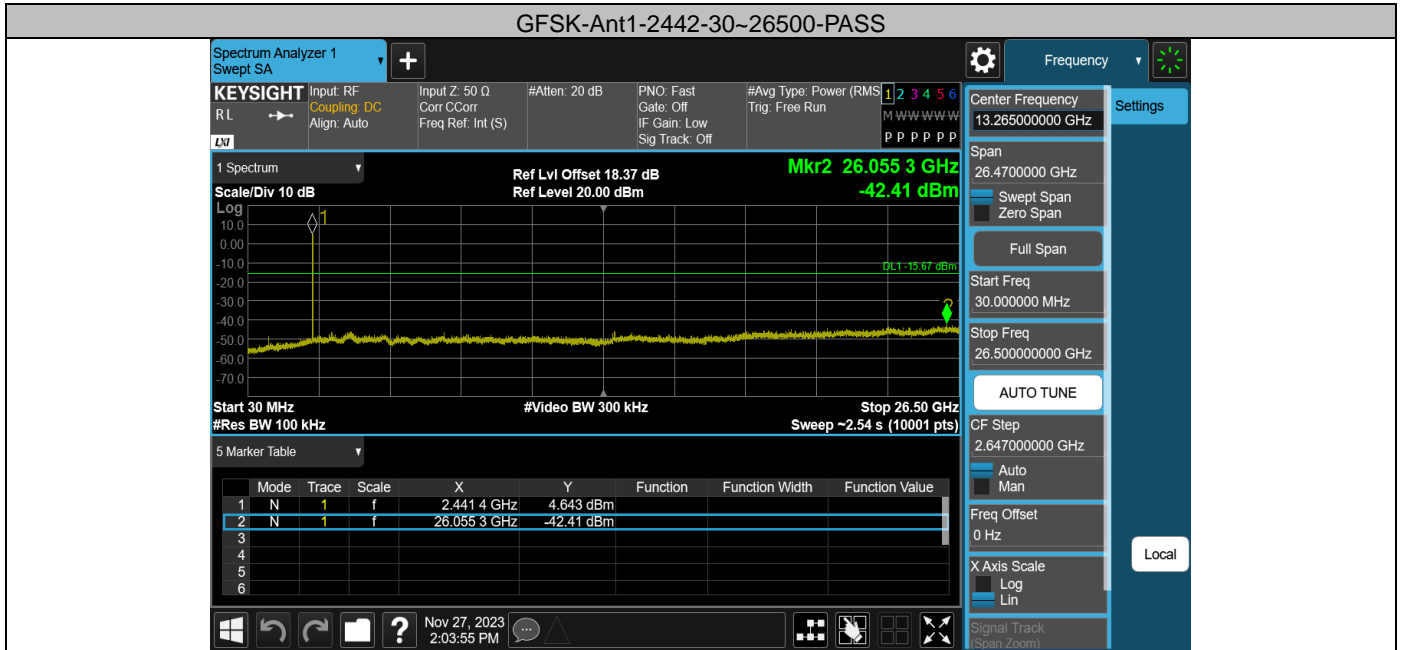 GFSK-Ant1-2442-30~26500-PASS
Spectrum Analyzer 1
Swept SA
Frequency
KEYSIGHT
RL
LXI
Input: RF
Coupling: DC
Align: Auto
Input Z: 50 Ω
Corr CCorr
Freq Ref: Int (S)
#Atten: 20 dB
PNO: Fast
Gate: Off
IF Gain: Low
Sig Track: Off
#Avg Type: Power (RMS
Trig: Free Run
1 2 3 4 5 6
M W W W W W
P P P P P P
1 Spectrum
Scale/Div 10 dB
Ref Lvl Offset 18.37 dB
Ref Level 20.00 dBm
Mkr2 26.055 3 GHz
-42.41 dBm
Log
10.0
0.00
-10.0
-20.0
-30.0
-40.0
-50.0
-60.0
-70.0
1
DL1 -15.67 dBm
Start 30 MHz
#Res BW 100 kHz
#Video BW 300 kHz
Stop 26.50 GHz
Sweep ~2.54 s (10001 pts)
5 Marker Table
Mode Trace Scale X Y Function Function Width Function Value
1 N 1 f 2.441 4 GHz 4.643 dBm
2 N 1 f 26.055 3 GHz -42.41 dBm
3
4
5
6
Nov 27, 2023
2:03:55 PM
Center Frequency
13.265000000 GHz
Settings
Span
26.4700000 GHz
Swept Span
Zero Span
Full Span
Start Freq
30.000000 MHz
Stop Freq
26.500000000 GHz
AUTO TUNE
CF Step
2.647000000 GHz
Auto
Man
Freq Offset
0 Hz
X Axis Scale
Log
Lin
Local
Signal Track
(Span Zoom)